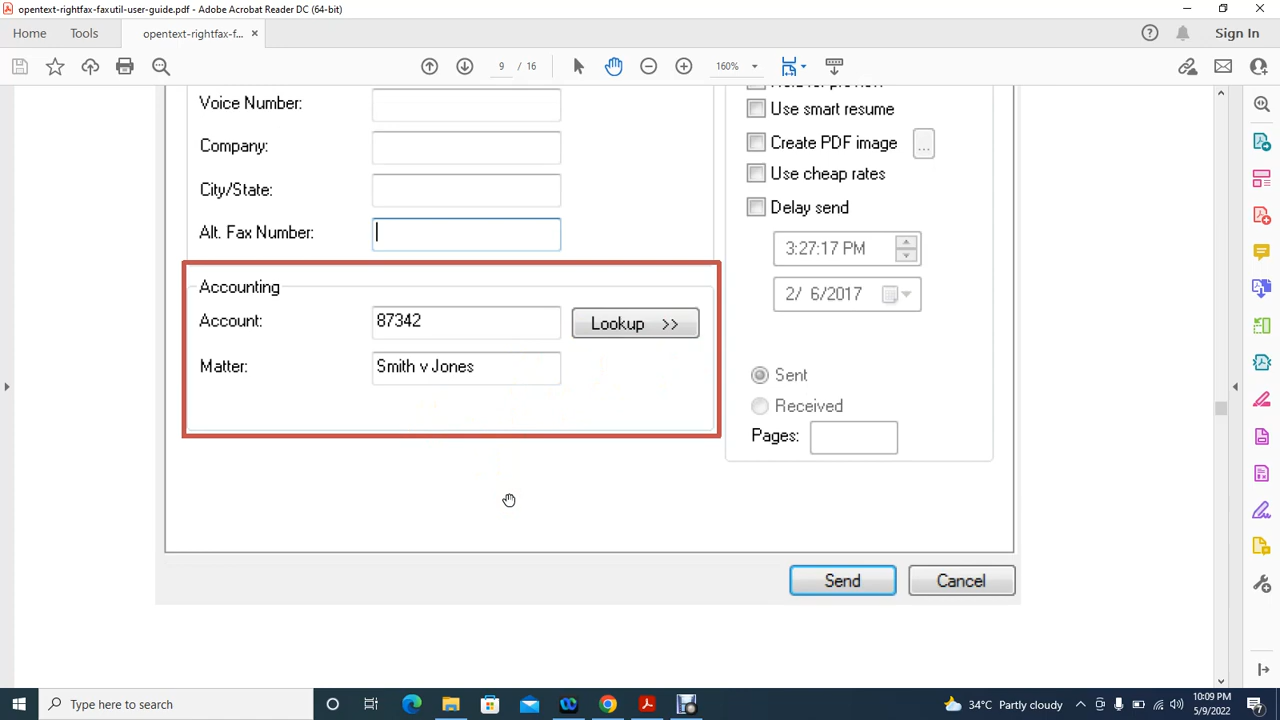 opentext-rightfax-faxutil-user-guide.pdf - Adobe Acrobat Reader DC (64-bit)
Home Tools opentext-rightfax-f... × Sign In
9 / 16 160%
Voice Number:
Use smart resume
Company:
Create PDF image ...
Use cheap rates
City/State:
Delay send
Alt. Fax Number:
3:27:17 PM
2/ 6/2017
Accounting
Account: 87342 Lookup >>
Matter: Smith v Jones
Sent
Received
Pages:
Send Cancel
Type here to search
34°C Partly cloudy
10:09 PM
5/9/2022